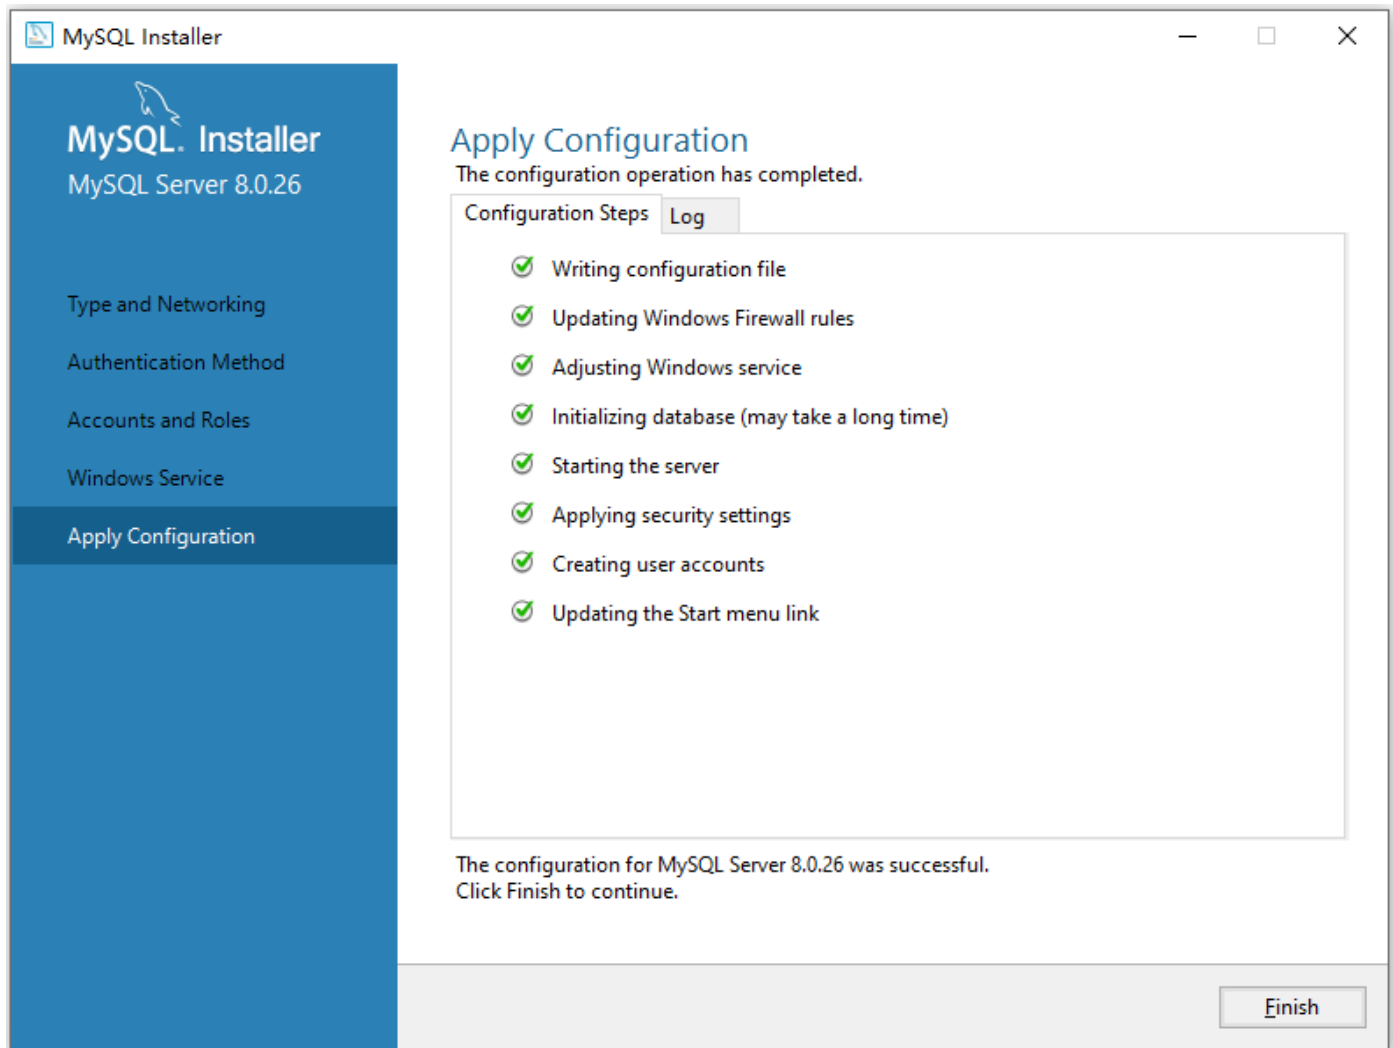 MySQL Installer
MySQL. Installer
MySQL Server 8.0.26
Type and Networking
Authentication Method
Accounts and Roles
Windows Service
Apply Configuration
Apply Configuration
The configuration operation has completed.
Configuration Steps
Log
Writing configuration file
Updating Windows Firewall rules
Adjusting Windows service
Initializing database (may take a long time)
Starting the server
Applying security settings
Creating user accounts
Updating the Start menu link
The configuration for MySQL Server 8.0.26 was successful.
Click Finish to continue.
Finish